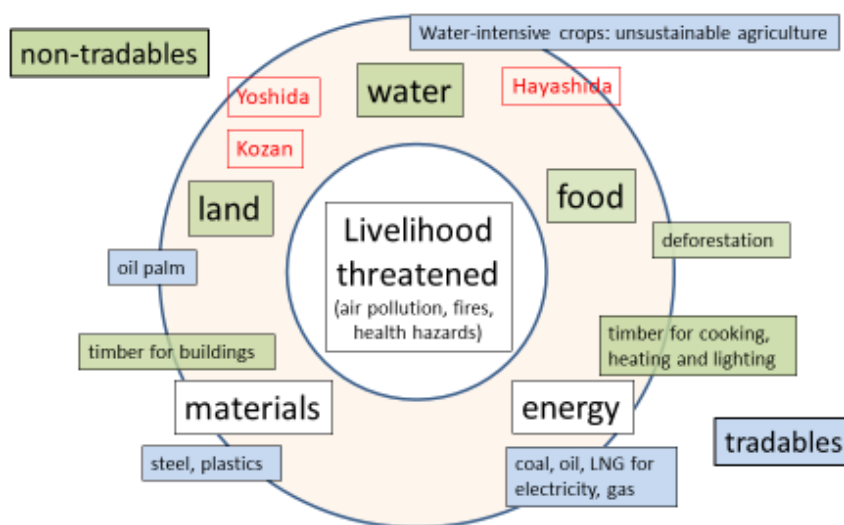 Water-intensive crops: unsustainable agriculture
non-tradables
Yoshida
water
Hayashida
Kozan
land
food
Livelihood
threatened
(air pollution, fires,
health hazards)
deforestation
oil palm
timber for buildings
timber for cooking,
heating and lighting
materials
energy
tradables
steel, plastics
coal, oil, LNG for
electricity, gas